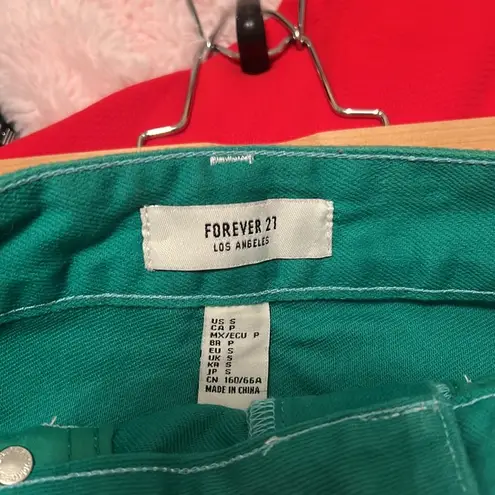 FOREVER 21
LOS ANGELES
US S
CA P
MX/ECU P
BR P
EU S
UK S
KR S
JP S
CN 160/66A
MADE IN CHINA